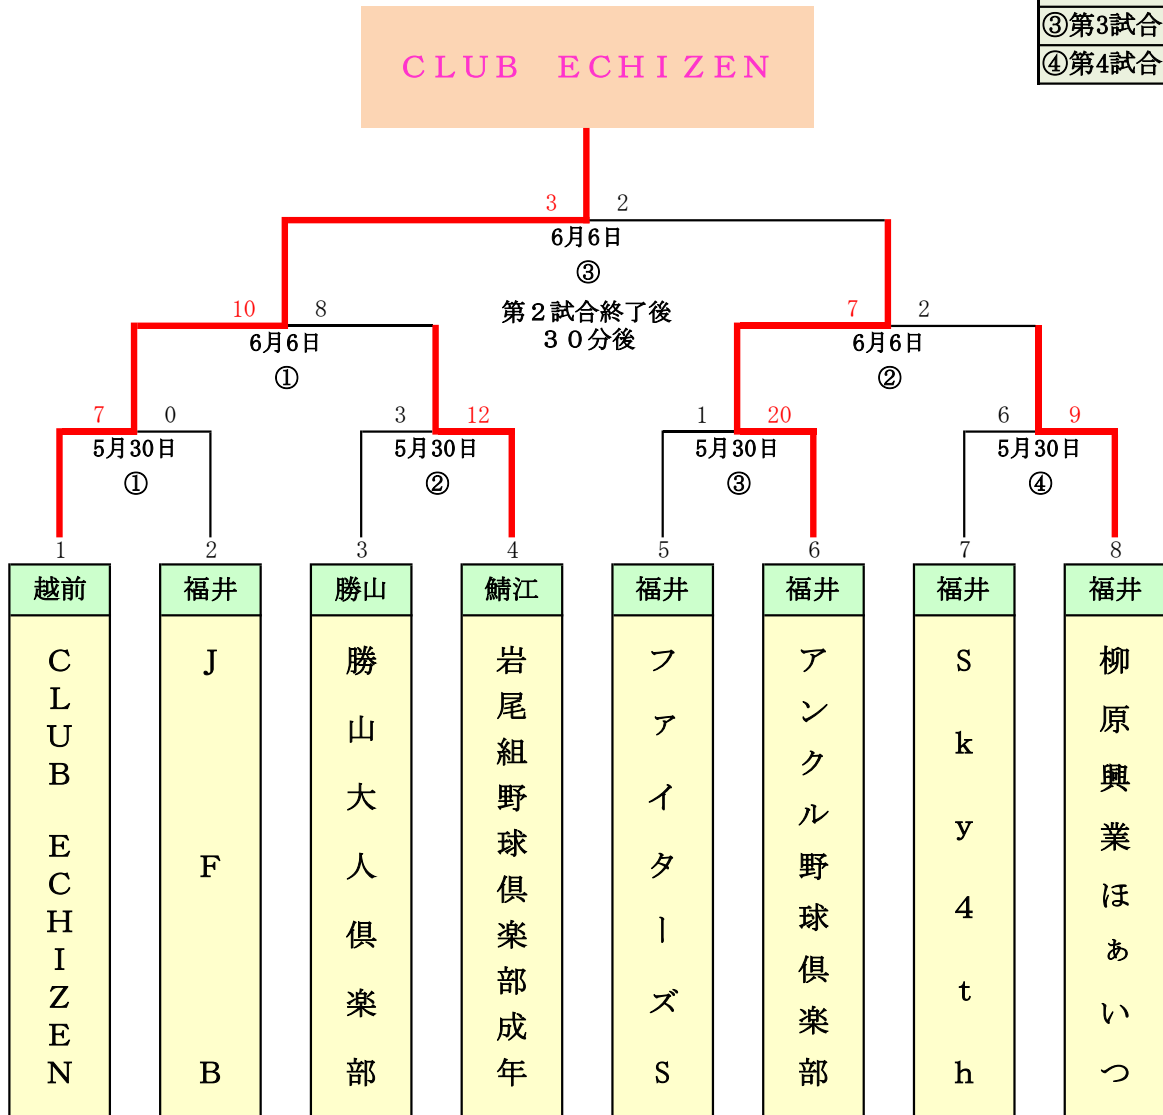 ③第3試合
④第4試合
CLUB ECHIZEN
3 2
6月6日
③
第２試合終了後
３０分後
10 8
6月6日
①
7 2
6月6日
②
7 0
5月30日
①
3 12
5月30日
②
1 20
5月30日
③
6 9
5月30日
④
1 2 3 4 5 6 7 8
越前 福井 勝山 鯖江 福井 福井 福井 福井
CLUB ECHIZEN
JFB
勝山大人倶楽部
岩尾組野球倶楽部成年
ファイターズS
アンクル野球倶楽部
Sky4th
柳原興業ほぁいつ